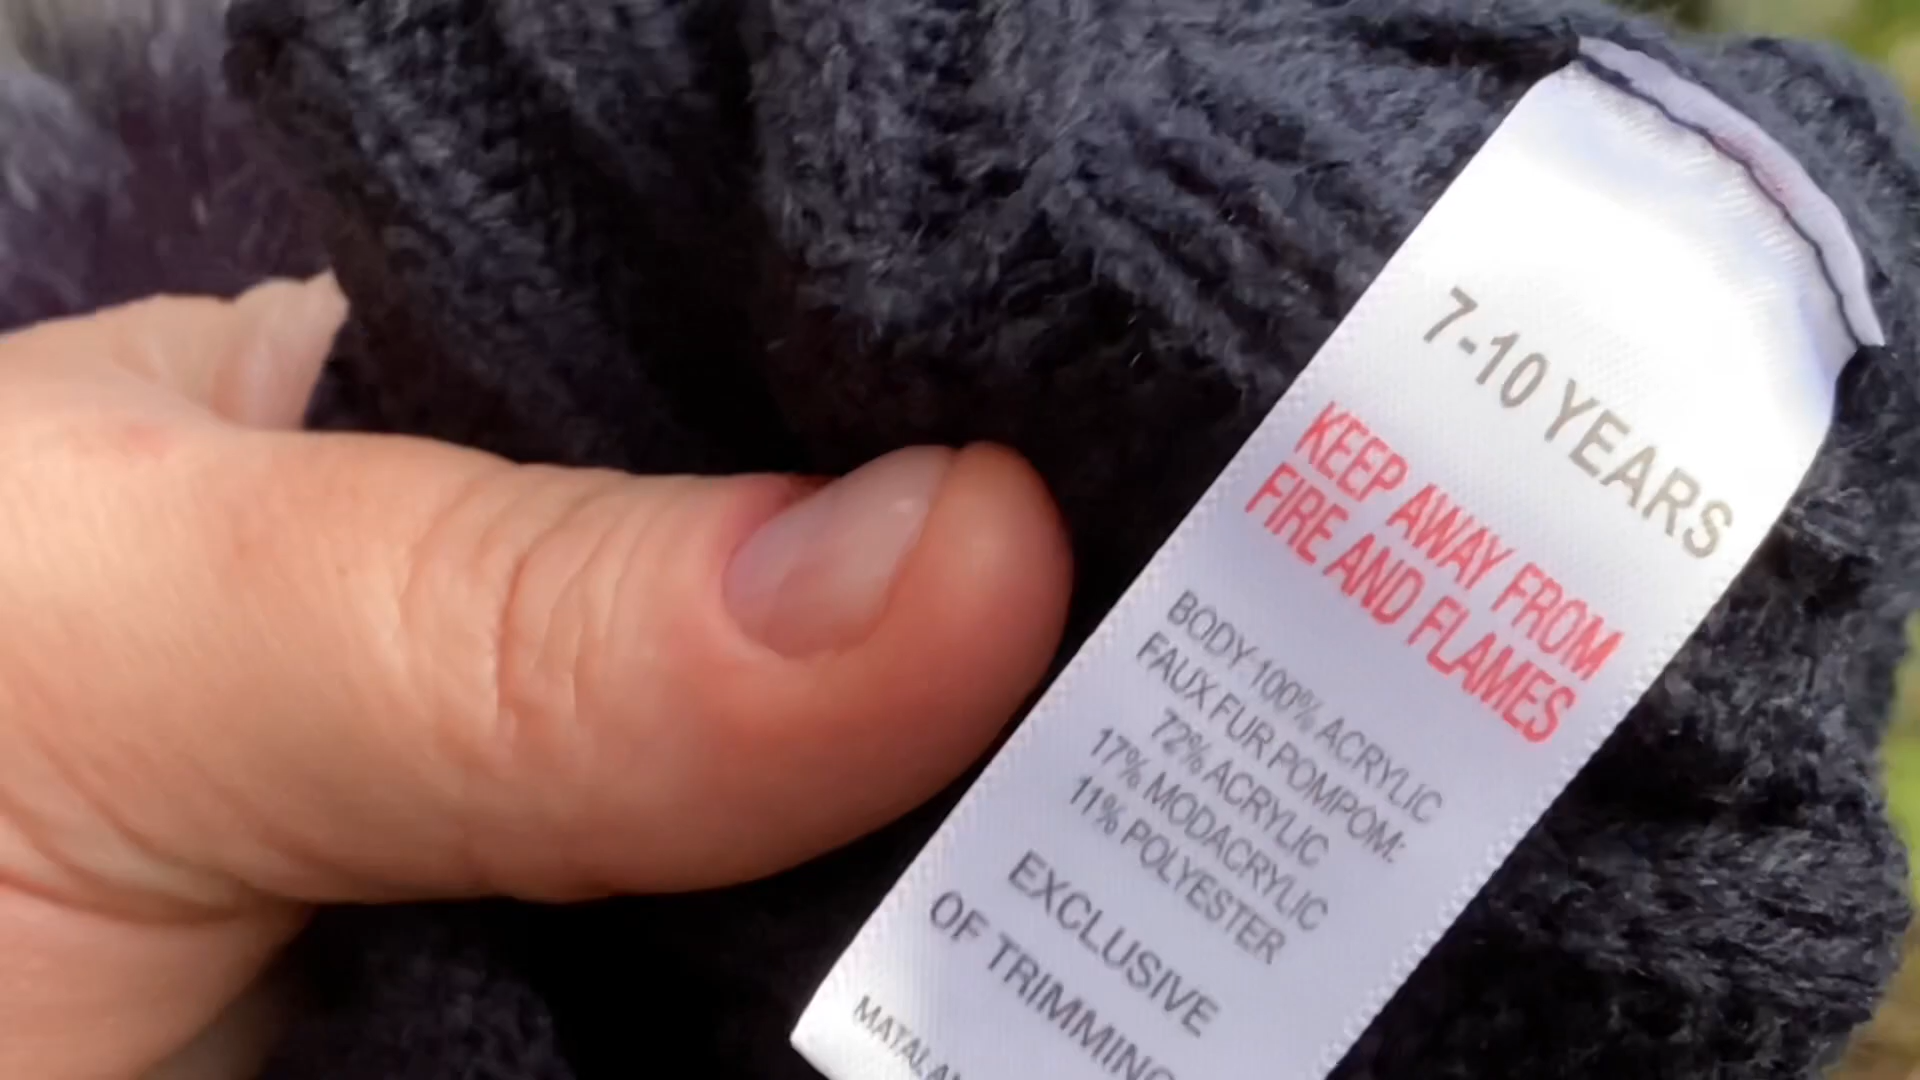 7-10 YEARS
KEEP AWAY FROM
FIRE AND FLAMES
BODY 100% ACRYLIC
FAUX FUR POMPOM:
72% ACRYLIC
17% MODACRYLIC
11% POLYESTER
EXCLUSIVE
OF TRIMMING